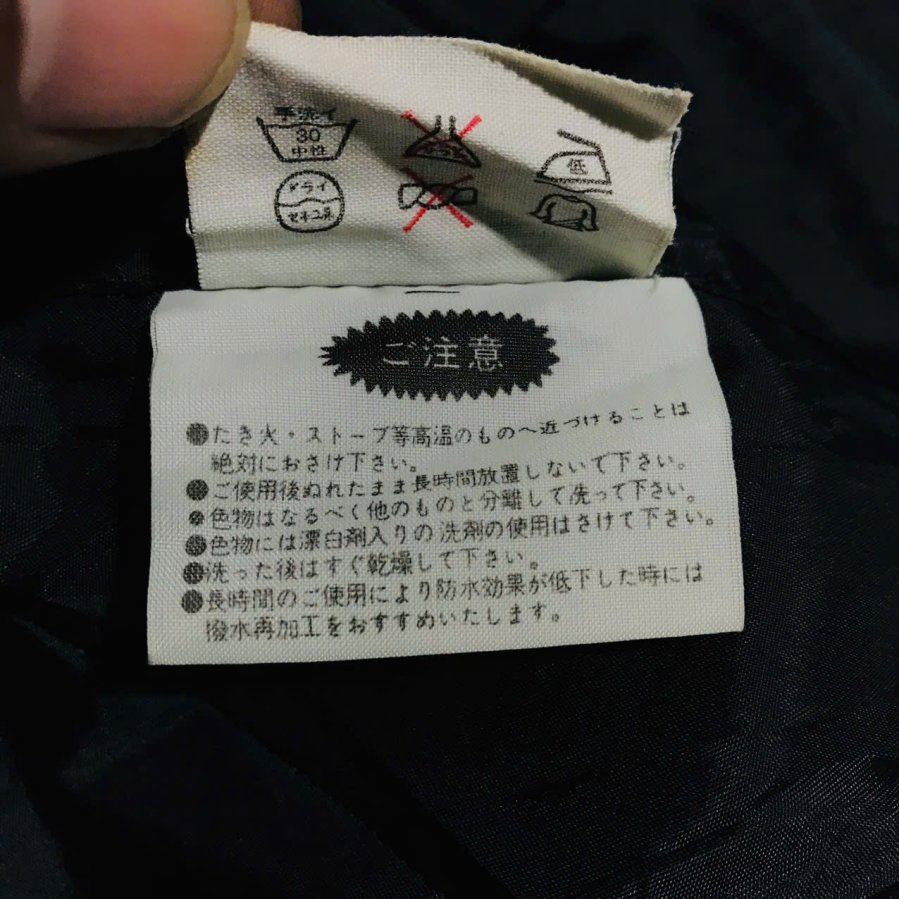 手洗イ
30
中性
低
ドライ
セキユ系
ご注意
●たき火・ストーブ等高温のものへ近づけることは
絶対におさけ下さい。
●ご使用後ぬれたまま長時間放置しないで下さい。
●色物はなるべく他のものと分離して洗って下さい。
●色物には漂白剤入りの洗剤の使用はさけて下さい。
●洗った後はすぐ乾燥して下さい。
●長時間のご使用により防水効果が低下した時には
撥水再加工をおすすめいたします。